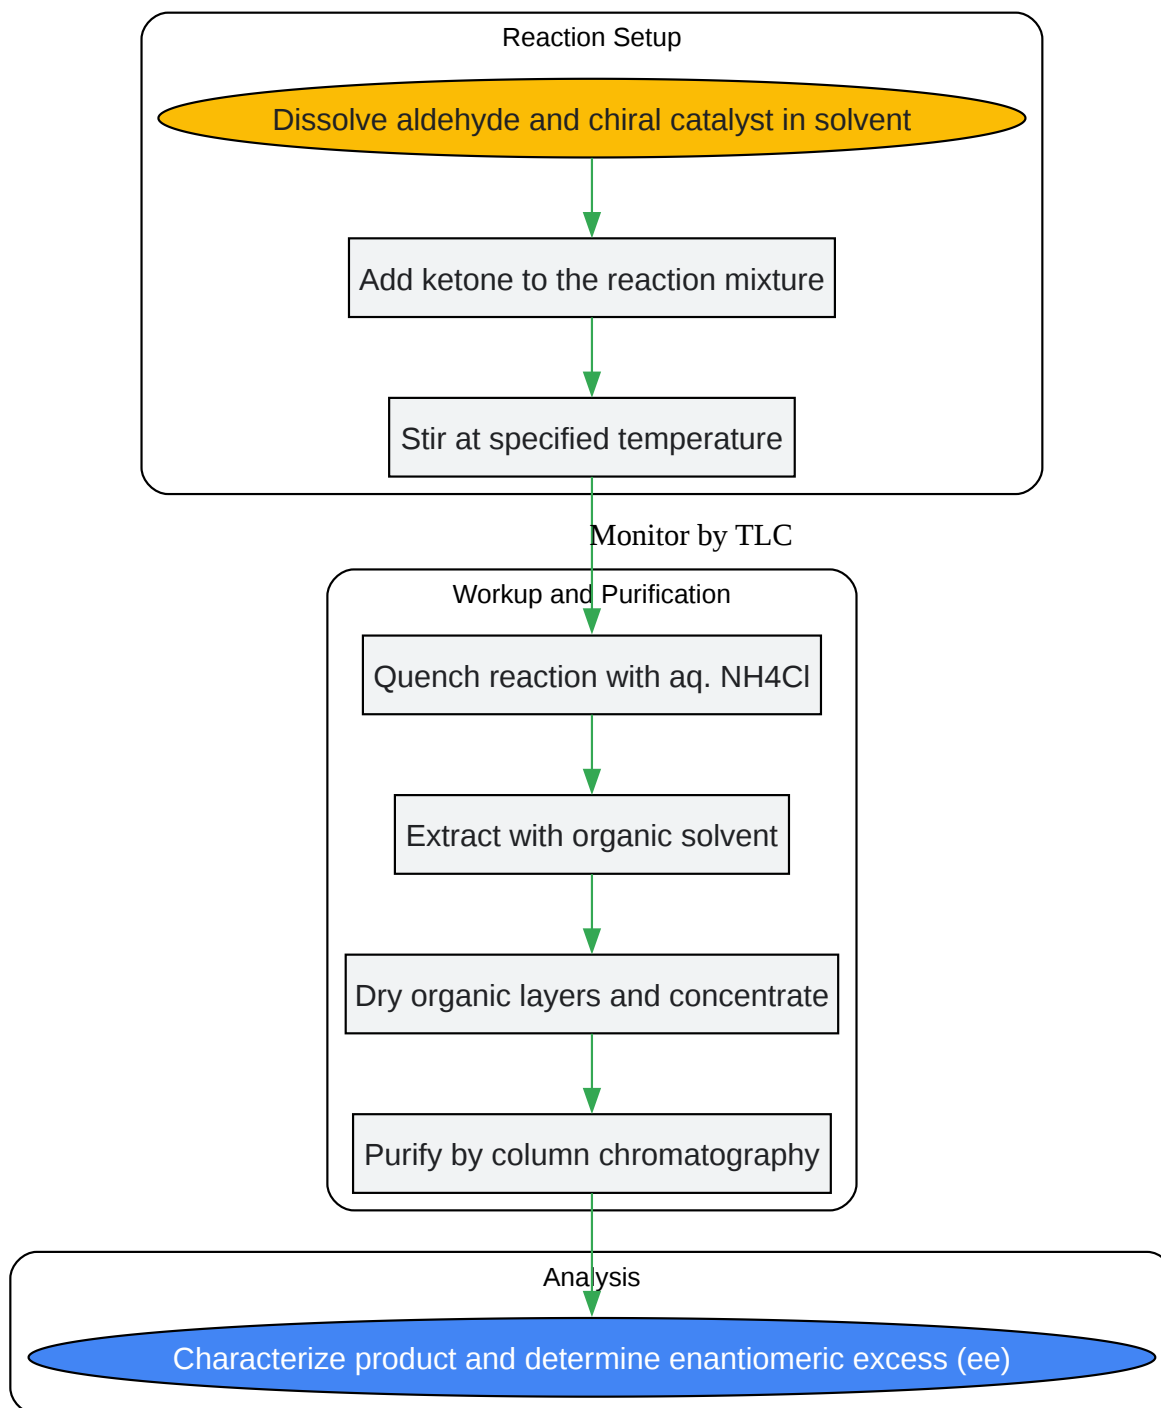 Reaction Setup
Dissolve aldehyde and chiral catalyst in solvent
Add ketone to the reaction mixture
Stir at specified temperature
Monitor by TLC
Workup and Purification
Quench reaction with aq. NH4Cl
Extract with organic solvent
Dry organic layers and concentrate
Purify by column chromatography
Analysis
Characterize product and determine enantiomeric excess (ee)